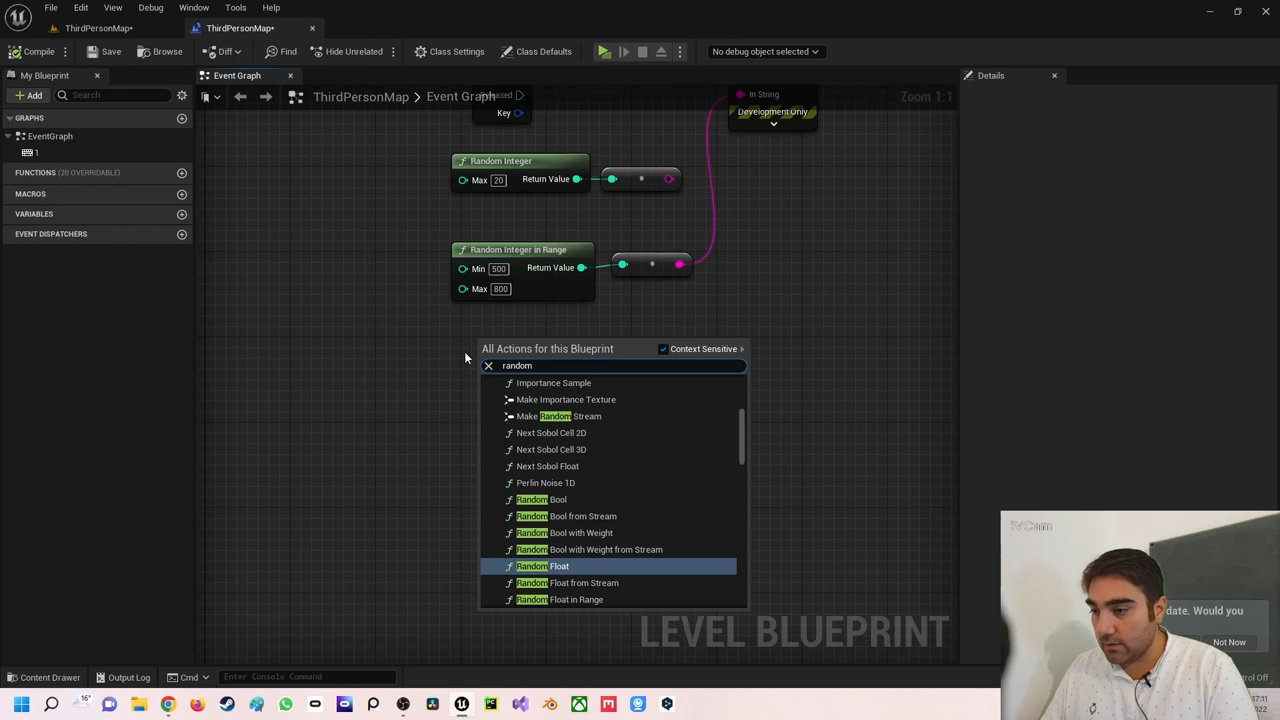 File Edit Asset View Debug Window Tools Help
ThirdPersonMap* ThirdPersonMap*
Compile Save Browse Diff Find Hide Unrelated Class Settings Class Defaults No debug object selected
My Blueprint Event Graph Details
Add Search ThirdPersonMap > Event Graph Zoom 1:1
GRAPHS
EventGraph
1
FUNCTIONS (20 OVERRIDABLE)
MACROS
VARIABLES
EVENT DISPATCHERS
In String
Development Only
Key
Random Integer
Max 20 Return Value
Random Integer in Range
Min 500 Return Value
Max 800
All Actions for this Blueprint Context Sensitive
random
Importance Sample
Make Importance Texture
Make Random Stream
Next Sobol Cell 2D
Next Sobol Cell 3D
Next Sobol Float
Perlin Noise 1D
Random Bool
Random Bool from Stream
Random Bool with Weight
Random Bool with Weight from Stream
Random Float
Random Float from Stream
Random Float in Range
LEVEL BLUEPRINT
iVCam
date. Would you
Not Now
Content Drawer Output Log Cmd Enter Console Command
16°
17:11